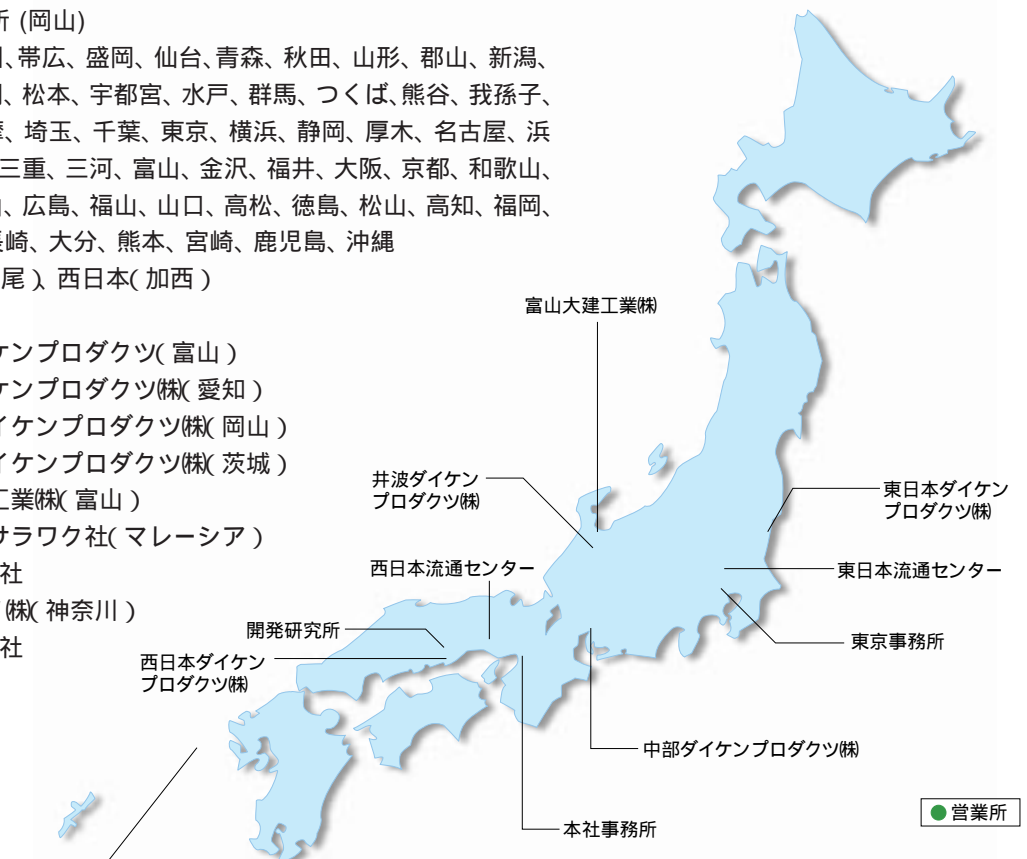 所 (岡山)
、帯広、盛岡、仙台、青森、秋田、山形、郡山、新潟、
、松本、宇都宮、水戸、群馬、つくば、熊谷、我孫子、
、埼玉、千葉、東京、横浜、静岡、厚木、名古屋、浜
三重、三河、富山、金沢、福井、大阪、京都、和歌山、
、広島、福山、山口、高松、徳島、松山、高知、福岡、
長崎、大分、熊本、宮崎、鹿児島、沖縄
尾)、西日本( 加西 )
ケンプロダクツ( 富山 )
ケンプロダクツ㈱( 愛知 )
イケンプロダクツ㈱( 岡山 )
イケンプロダクツ㈱( 茨城 )
工業㈱( 富山 )
サラワク社( マレーシア )
社
㈱( 神奈川 )
社
富山大建工業㈱
井波ダイケン
プロダクツ㈱
東日本ダイケン
プロダクツ㈱
西日本流通センター
東日本流通センター
開発研究所
東京事務所
西日本ダイケン
プロダクツ㈱
中部ダイケンプロダクツ㈱
本社事務所
営業所